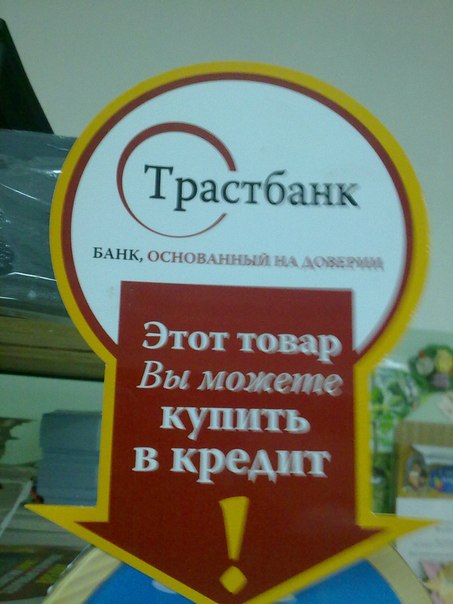 Трастбанк
БАНК, ОСНОВАННЫЙ НА ДОВЕРИИ
Этот товар
Вы можете
купить
в кредит
!